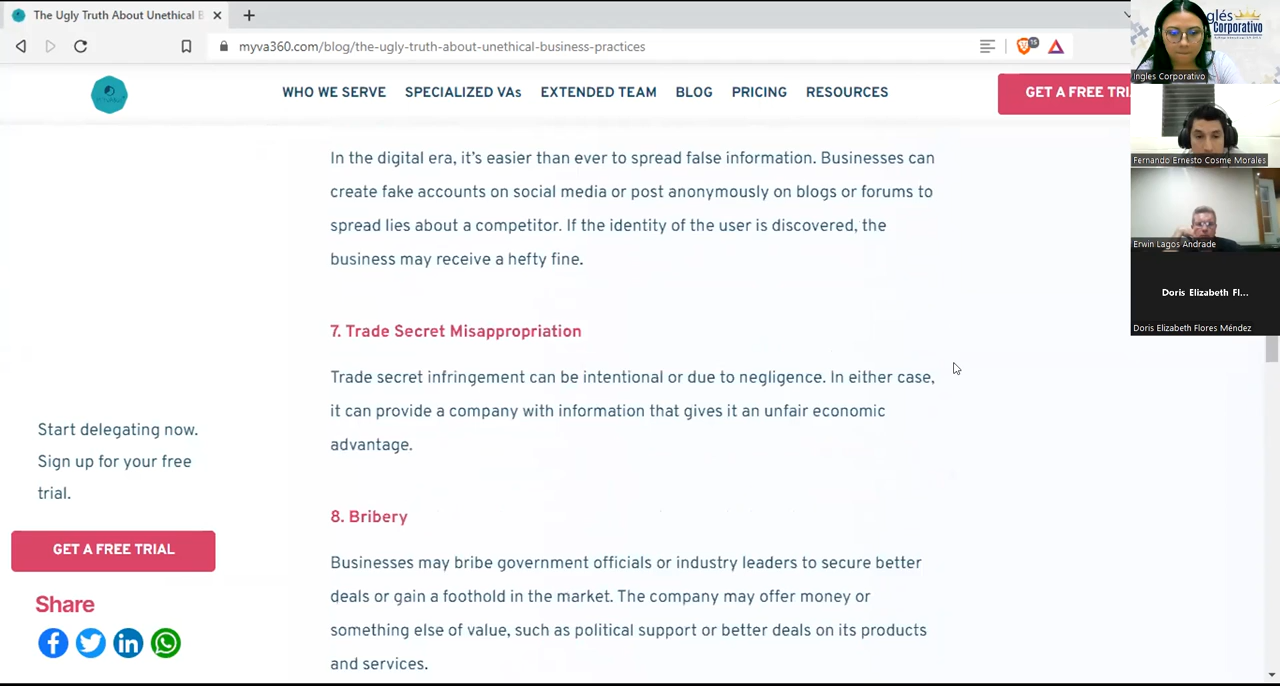 The Ugly Truth About Unethical B
myva360.com/blog/the-ugly-truth-about-unethical-business-practices
15
WHO WE SERVE SPECIALIZED VAs EXTENDED TEAM BLOG PRICING RESOURCES
GET A FREE TRI
In the digital era, it's easier than ever to spread false information. Businesses can
create fake accounts on social media or post anonymously on blogs or forums to
spread lies about a competitor. If the identity of the user is discovered, the
business may receive a hefty fine.
7. Trade Secret Misappropriation
Trade secret infringement can be intentional or due to negligence. In either case,
it can provide a company with information that gives it an unfair economic
advantage.
8. Bribery
Businesses may bribe government officials or industry leaders to secure better
deals or gain a foothold in the market. The company may offer money or
something else of value, such as political support or better deals on its products
and services.
Start delegating now.
Sign up for your free
trial.
GET A FREE TRIAL
Share
glés
Corporativo
Ingles Corporativo
Fernando Ernesto Cosme Morales
Erwin Lagos Andrade
Doris Elizabeth Fl...
Doris Elizabeth Flores Méndez